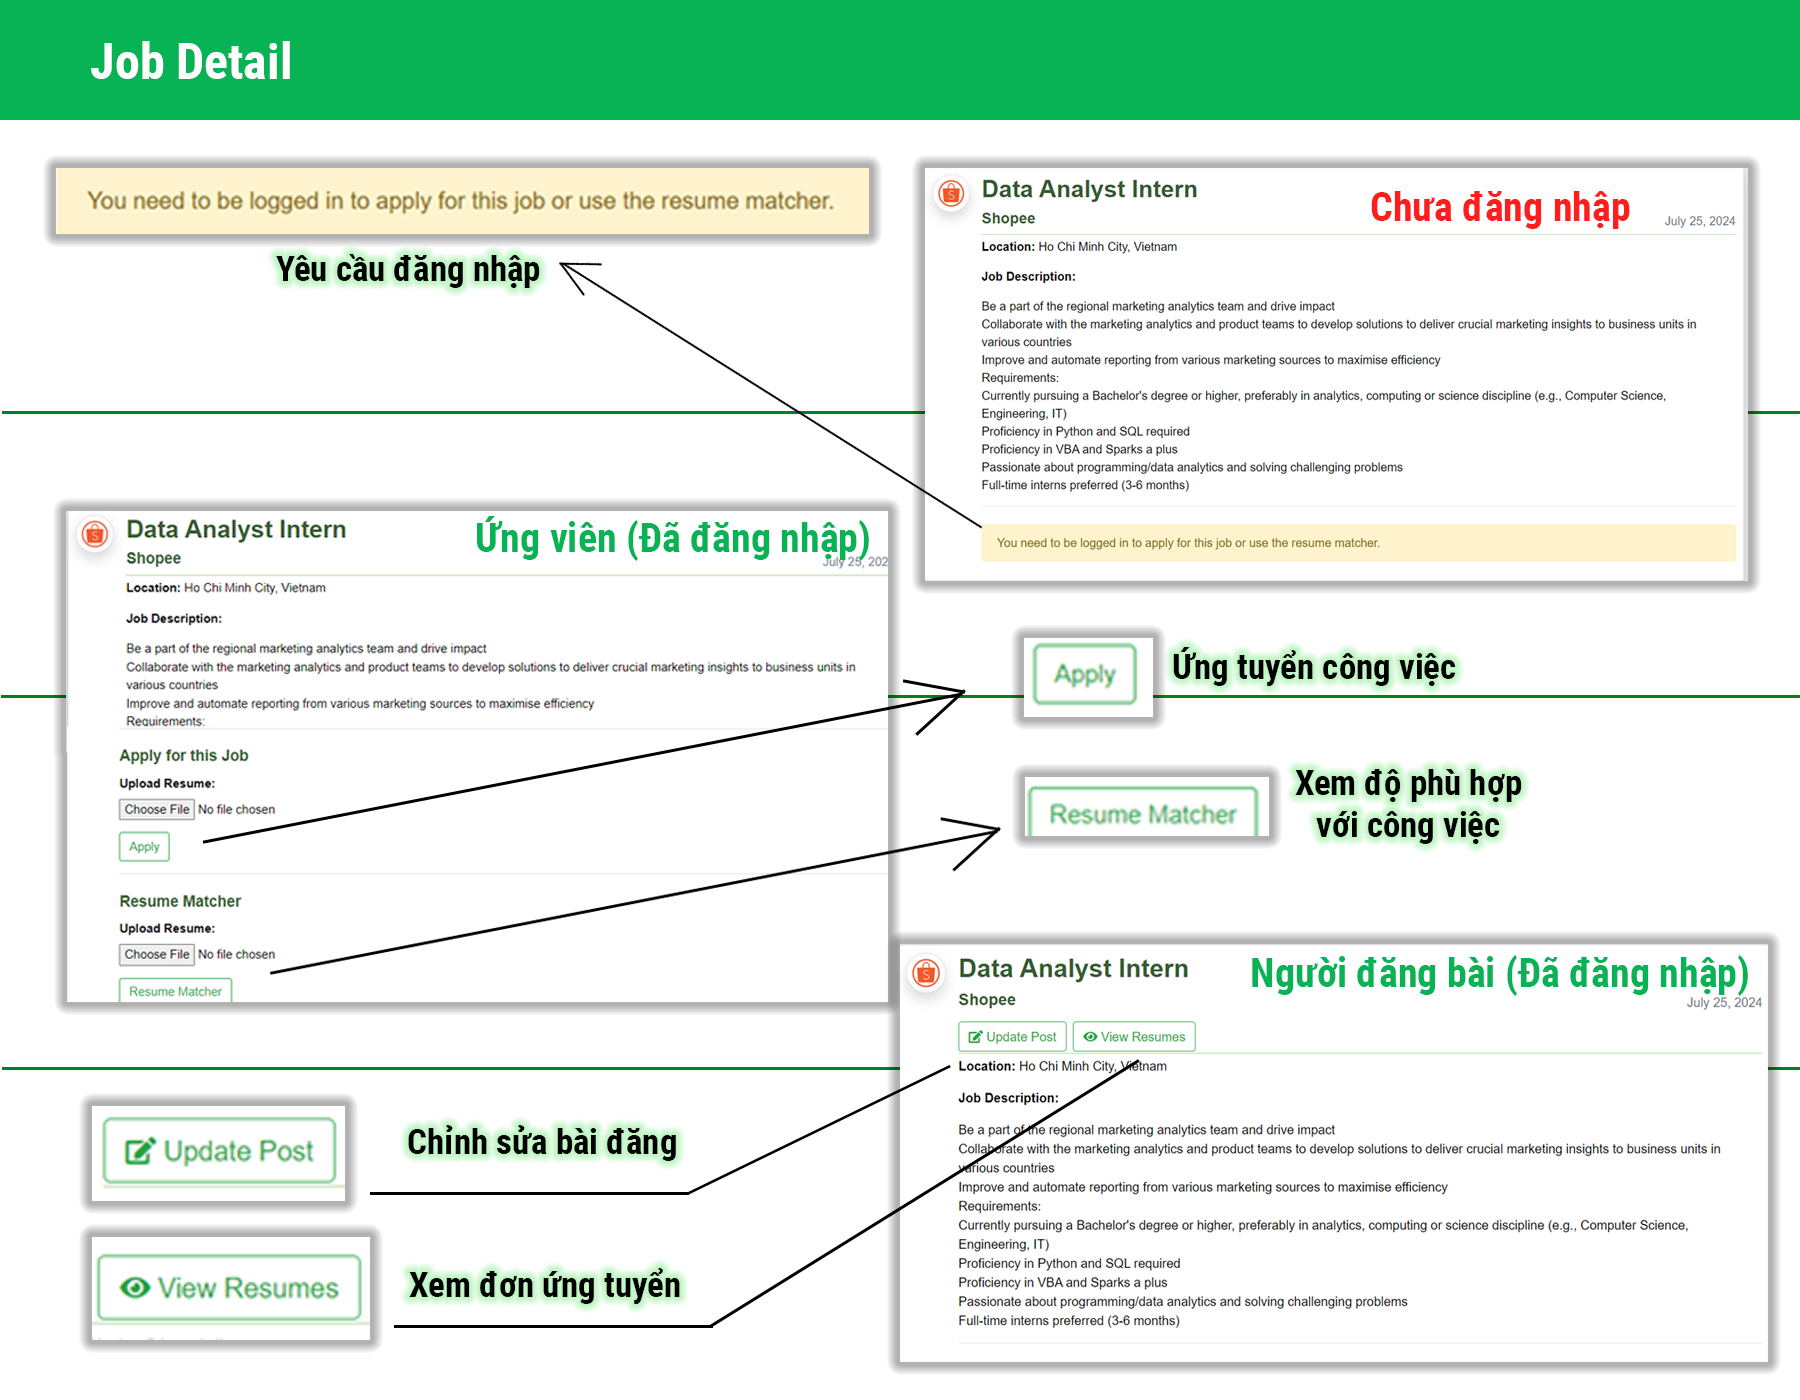 Job Detail
You need to be logged in to apply for this job or use the resume matcher.
Yêu cầu đăng nhập
Data Analyst Intern
Chưa đăng nhập
Shopee
July 25, 2024
Location: Ho Chi Minh City, Vietnam
Job Description:
Be a part of the regional marketing analytics team and drive impact
Collaborate with the marketing analytics and product teams to develop solutions to deliver crucial marketing insights to business units in
various countries
Improve and automate reporting from various marketing sources to maximise efficiency
Requirements:
Currently pursuing a Bachelor's degree or higher, preferably in analytics, computing or science discipline (e.g., Computer Science,
Engineering, IT)
Proficiency in Python and SQL required
Proficiency in VBA and Sparks a plus
Passionate about programming/data analytics and solving challenging problems
Full-time interns preferred (3-6 months)
You need to be logged in to apply for this job or use the resume matcher.
Data Analyst Intern
Ứng viên (Đã đăng nhập)
Shopee
July 25, 202
Location: Ho Chi Minh City, Vietnam
Job Description:
Be a part of the regional marketing analytics team and drive impact
Collaborate with the marketing analytics and product teams to develop solutions to deliver crucial marketing insights to business units in
various countries
Improve and automate reporting from various marketing sources to maximise efficiency
Requirements:
Apply for this Job
Upload Resume:
Choose File No file chosen
Apply
Resume Matcher
Upload Resume:
Choose File No file chosen
Resume Matcher
Apply
Ứng tuyển công việc
Resume Matcher
Xem độ phù hợp
với công việc
Data Analyst Intern
Người đăng bài (Đã đăng nhập)
Shopee
July 25, 2024
Update Post View Resumes
Location: Ho Chi Minh City, Vietnam
Job Description:
Be a part of the regional marketing analytics team and drive impact
Collaborate with the marketing analytics and product teams to develop solutions to deliver crucial marketing insights to business units in
various countries
Improve and automate reporting from various marketing sources to maximise efficiency
Requirements:
Currently pursuing a Bachelor's degree or higher, preferably in analytics, computing or science discipline (e.g., Computer Science,
Engineering, IT)
Proficiency in Python and SQL required
Proficiency in VBA and Sparks a plus
Passionate about programming/data analytics and solving challenging problems
Full-time interns preferred (3-6 months)
Update Post
Chỉnh sửa bài đăng
View Resumes
Xem đơn ứng tuyển